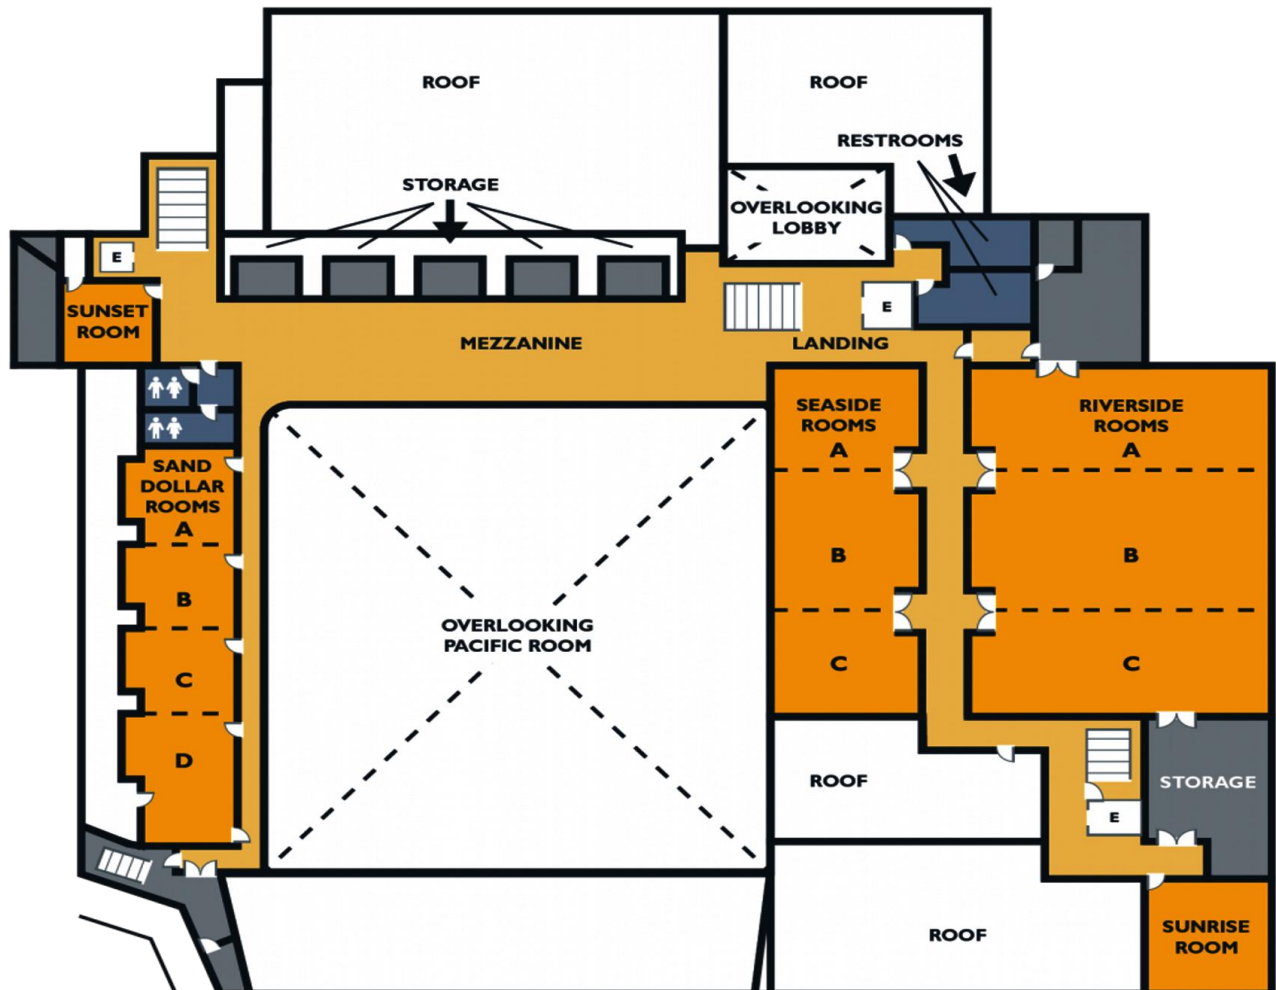 ROOF
ROOF
RESTROOMS
STORAGE
OVERLOOKING
LOBBY
E
SUNSET
ROOM
E
MEZZANINE
LANDING
SEASIDE
ROOMS
A
B
C
RIVERSIDE
ROOMS
A
B
C
SAND
DOLLAR
ROOMS
A
B
C
D
OVERLOOKING
PACIFIC ROOM
ROOF
STORAGE
E
ROOF
SUNRISE
ROOM